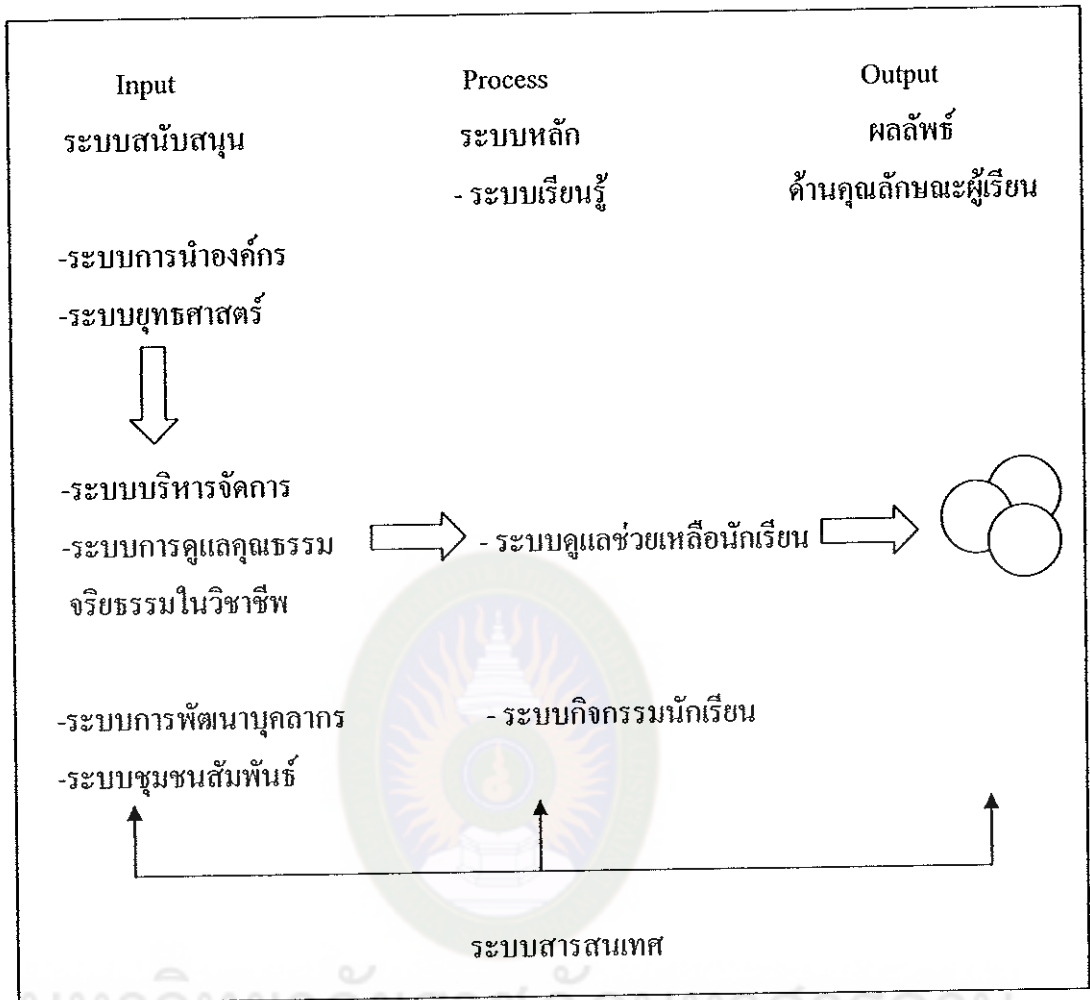 Input Process Output
ระบบสนับสนุน ระบบหลัก ผลลัพธ์
- ระบบเรียนรู้ ด้านคุณลักษณะผู้เรียน
-ระบบการนำองค์กร
-ระบบยุทธศาสตร์
-ระบบบริหารจัดการ
-ระบบการดูแลคุณธรรม - ระบบดูแลช่วยเหลือนักเรียน
จริยธรรมในวิชาชีพ
-ระบบการพัฒนาบุคลากร - ระบบกิจกรรมนักเรียน
-ระบบชุมชนสัมพันธ์
ระบบสารสนเทศ